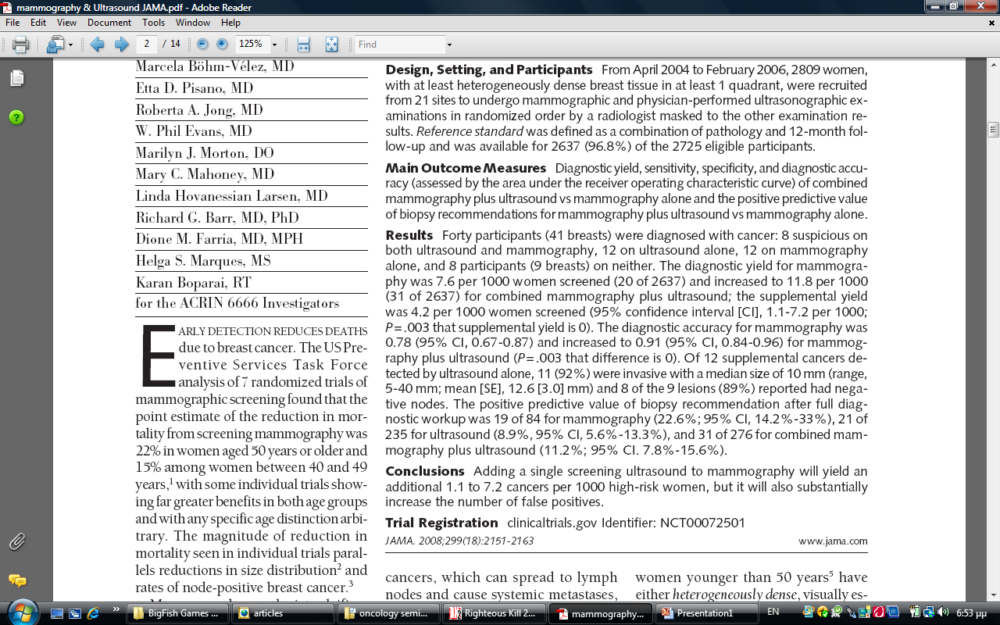 mammography & Ultrasound JAMA.pdf - Adobe Reader
File Edit View Document Tools Window Help
2 / 14 125% Find
Marcela Böhm-Vélez, MD
Etta D. Pisano, MD
Roberta A. Jong, MD
W. Phil Evans, MD
Marilyn J. Morton, DO
Mary C. Mahoney, MD
Linda Hovanessian Larsen, MD
Richard G. Barr, MD, PhD
Dione M. Farria, MD, MPH
Helga S. Marques, MS
Karan Boparai, RT
for the ACRIN 6666 Investigators
EARLY DETECTION REDUCES DEATHS
due to breast cancer. The US Pre-
ventive Services Task Force
analysis of 7 randomized trials of
mammographic screening found that the
point estimate of the reduction in mor-
tality from screening mammography was
22% in women aged 50 years or older and
15% among women between 40 and 49
years,1 with some individual trials show-
ing far greater benefits in both age groups
and with any specific age distinction arbi-
trary. The magnitude of reduction in
mortality seen in individual trials paral-
lels reductions in size distribution2 and
rates of node-positive breast cancer.3
Design, Setting, and Participants From April 2004 to February 2006, 2809 women,
with at least heterogeneously dense breast tissue in at least 1 quadrant, were recruited
from 21 sites to undergo mammographic and physician-performed ultrasonographic ex-
aminations in randomized order by a radiologist masked to the other examination re-
sults. Reference standard was defined as a combination of pathology and 12-month fol-
low-up and was available for 2637 (96.8%) of the 2725 eligible participants.
Main Outcome Measures Diagnostic yield, sensitivity, specificity, and diagnostic accu-
racy (assessed by the area under the receiver operating characteristic curve) of combined
mammography plus ultrasound vs mammography alone and the positive predictive value
of biopsy recommendations for mammography plus ultrasound vs mammography alone.
Results Forty participants (41 breasts) were diagnosed with cancer: 8 suspicious on
both ultrasound and mammography, 12 on ultrasound alone, 12 on mammography
alone, and 8 participants (9 breasts) on neither. The diagnostic yield for mammogra-
phy was 7.6 per 1000 women screened (20 of 2637) and increased to 11.8 per 1000
(31 of 2637) for combined mammography plus ultrasound; the supplemental yield
was 4.2 per 1000 women screened (95% confidence interval [CI], 1.1-7.2 per 1000;
P=.003 that supplemental yield is 0). The diagnostic accuracy for mammography was
0.78 (95% CI, 0.67-0.87) and increased to 0.91 (95% CI, 0.84-0.96) for mammog-
raphy plus ultrasound (P=.003 that difference is 0). Of 12 supplemental cancers de-
tected by ultrasound alone, 11 (92%) were invasive with a median size of 10 mm (range,
5-40 mm; mean [SE], 12.6 [3.0] mm) and 8 of the 9 lesions (89%) reported had nega-
tive nodes. The positive predictive value of biopsy recommendation after full diag-
nostic workup was 19 of 84 for mammography (22.6%; 95% CI, 14.2%-33%), 21 of
235 for ultrasound (8.9%, 95% CI, 5.6%-13.3%), and 31 of 276 for combined mam-
mography plus ultrasound (11.2%; 95% CI. 7.8%-15.6%).
Conclusions Adding a single screening ultrasound to mammography will yield an
additional 1.1 to 7.2 cancers per 1000 high-risk women, but it will also substantially
increase the number of false positives.
Trial Registration clinicaltrials.gov Identifier: NCT00072501
JAMA. 2008;299(18):2151-2163 www.jama.com
cancers, which can spread to lymph
nodes and cause systemic metastases,
women younger than 50 years5 have
either heterogeneously dense, visually es-
BigFish Games ... articles oncology semi... Righteous Kill 2... mammography... Presentation1 EN 6:53 μμ